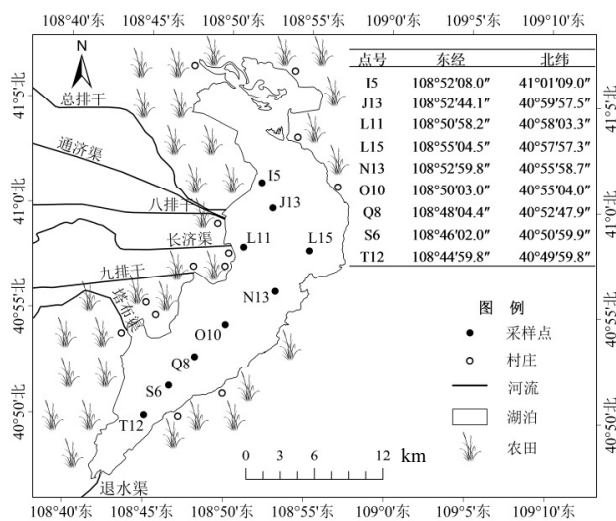 108°40′东 108°45′东 108°50′东 108°55′东 109°0′东 109°5′东 109°10′东
N
点号 东经 北纬
I5 108°52′08.0″ 41°01′09.0″
J13 108°52′44.1″ 40°59′57.5″
L11 108°50′58.2″ 40°58′03.3″
L15 108°55′04.5″ 40°57′57.3″
N13 108°52′59.8″ 40°55′58.7″
O10 108°50′03.0″ 40°55′04.0″
Q8 108°48′04.4″ 40°52′47.9″
S6 108°46′02.0″ 40°50′59.9″
T12 108°44′59.8″ 40°49′59.8″
41°5′北
41°0′北
40°55′北
40°50′北
41°5′北
41°0′北
40°55′北
40°50′北
总排干
通济渠
八排干
长济渠
九排干
塔布渠
退水渠
I5
J13
L11
L15
N13
O10
Q8
S6
T12
图 例
采样点
村庄
河流
湖泊
农田
0 3 6 12 km
108°40′东 108°45′东 108°50′东 108°55′东 109°0′东 109°5′东 109°10′东